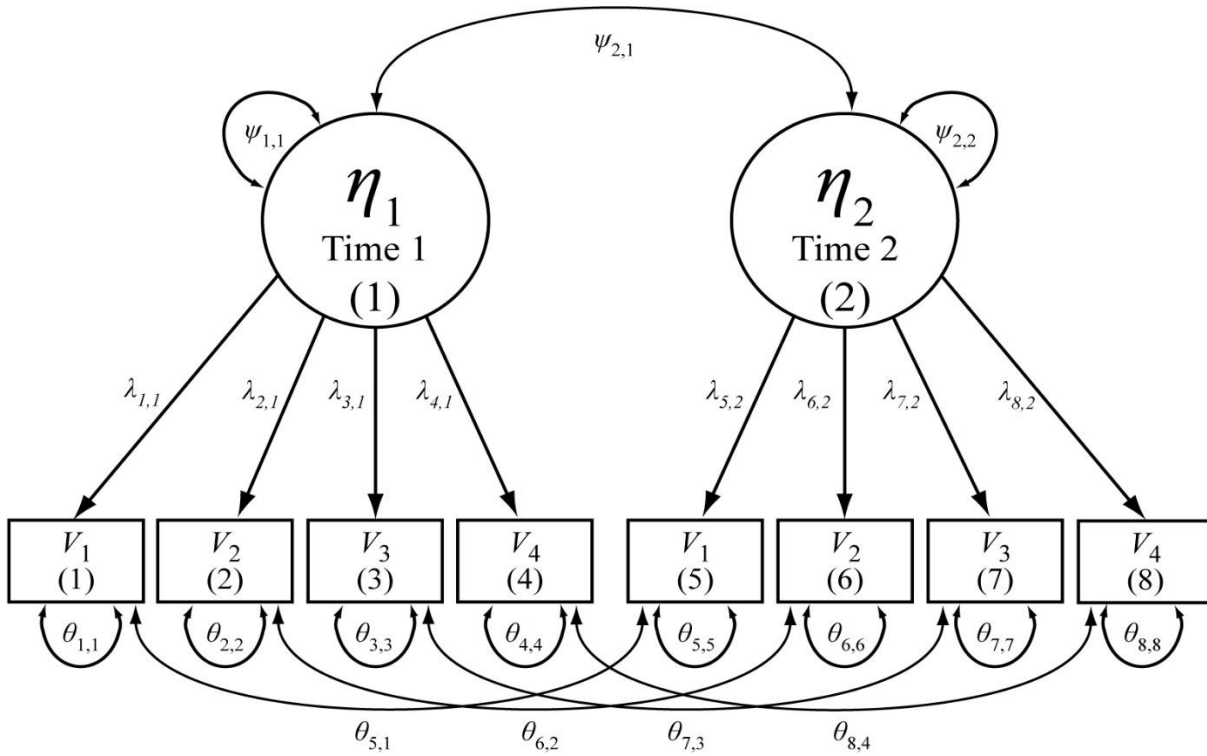 ψ2,1
ψ1,1
ψ2,2
η1
Time 1
(1)
η2
Time 2
(2)
λ1,1
λ2,1
λ3,1
λ4,1
λ5,2
λ6,2
λ7,2
λ8,2
V1
(1)
V2
(2)
V3
(3)
V4
(4)
V1
(5)
V2
(6)
V3
(7)
V4
(8)
θ1,1
θ2,2
θ3,3
θ4,4
θ5,5
θ6,6
θ7,7
θ8,8
θ5,1
θ6,2
θ7,3
θ8,4